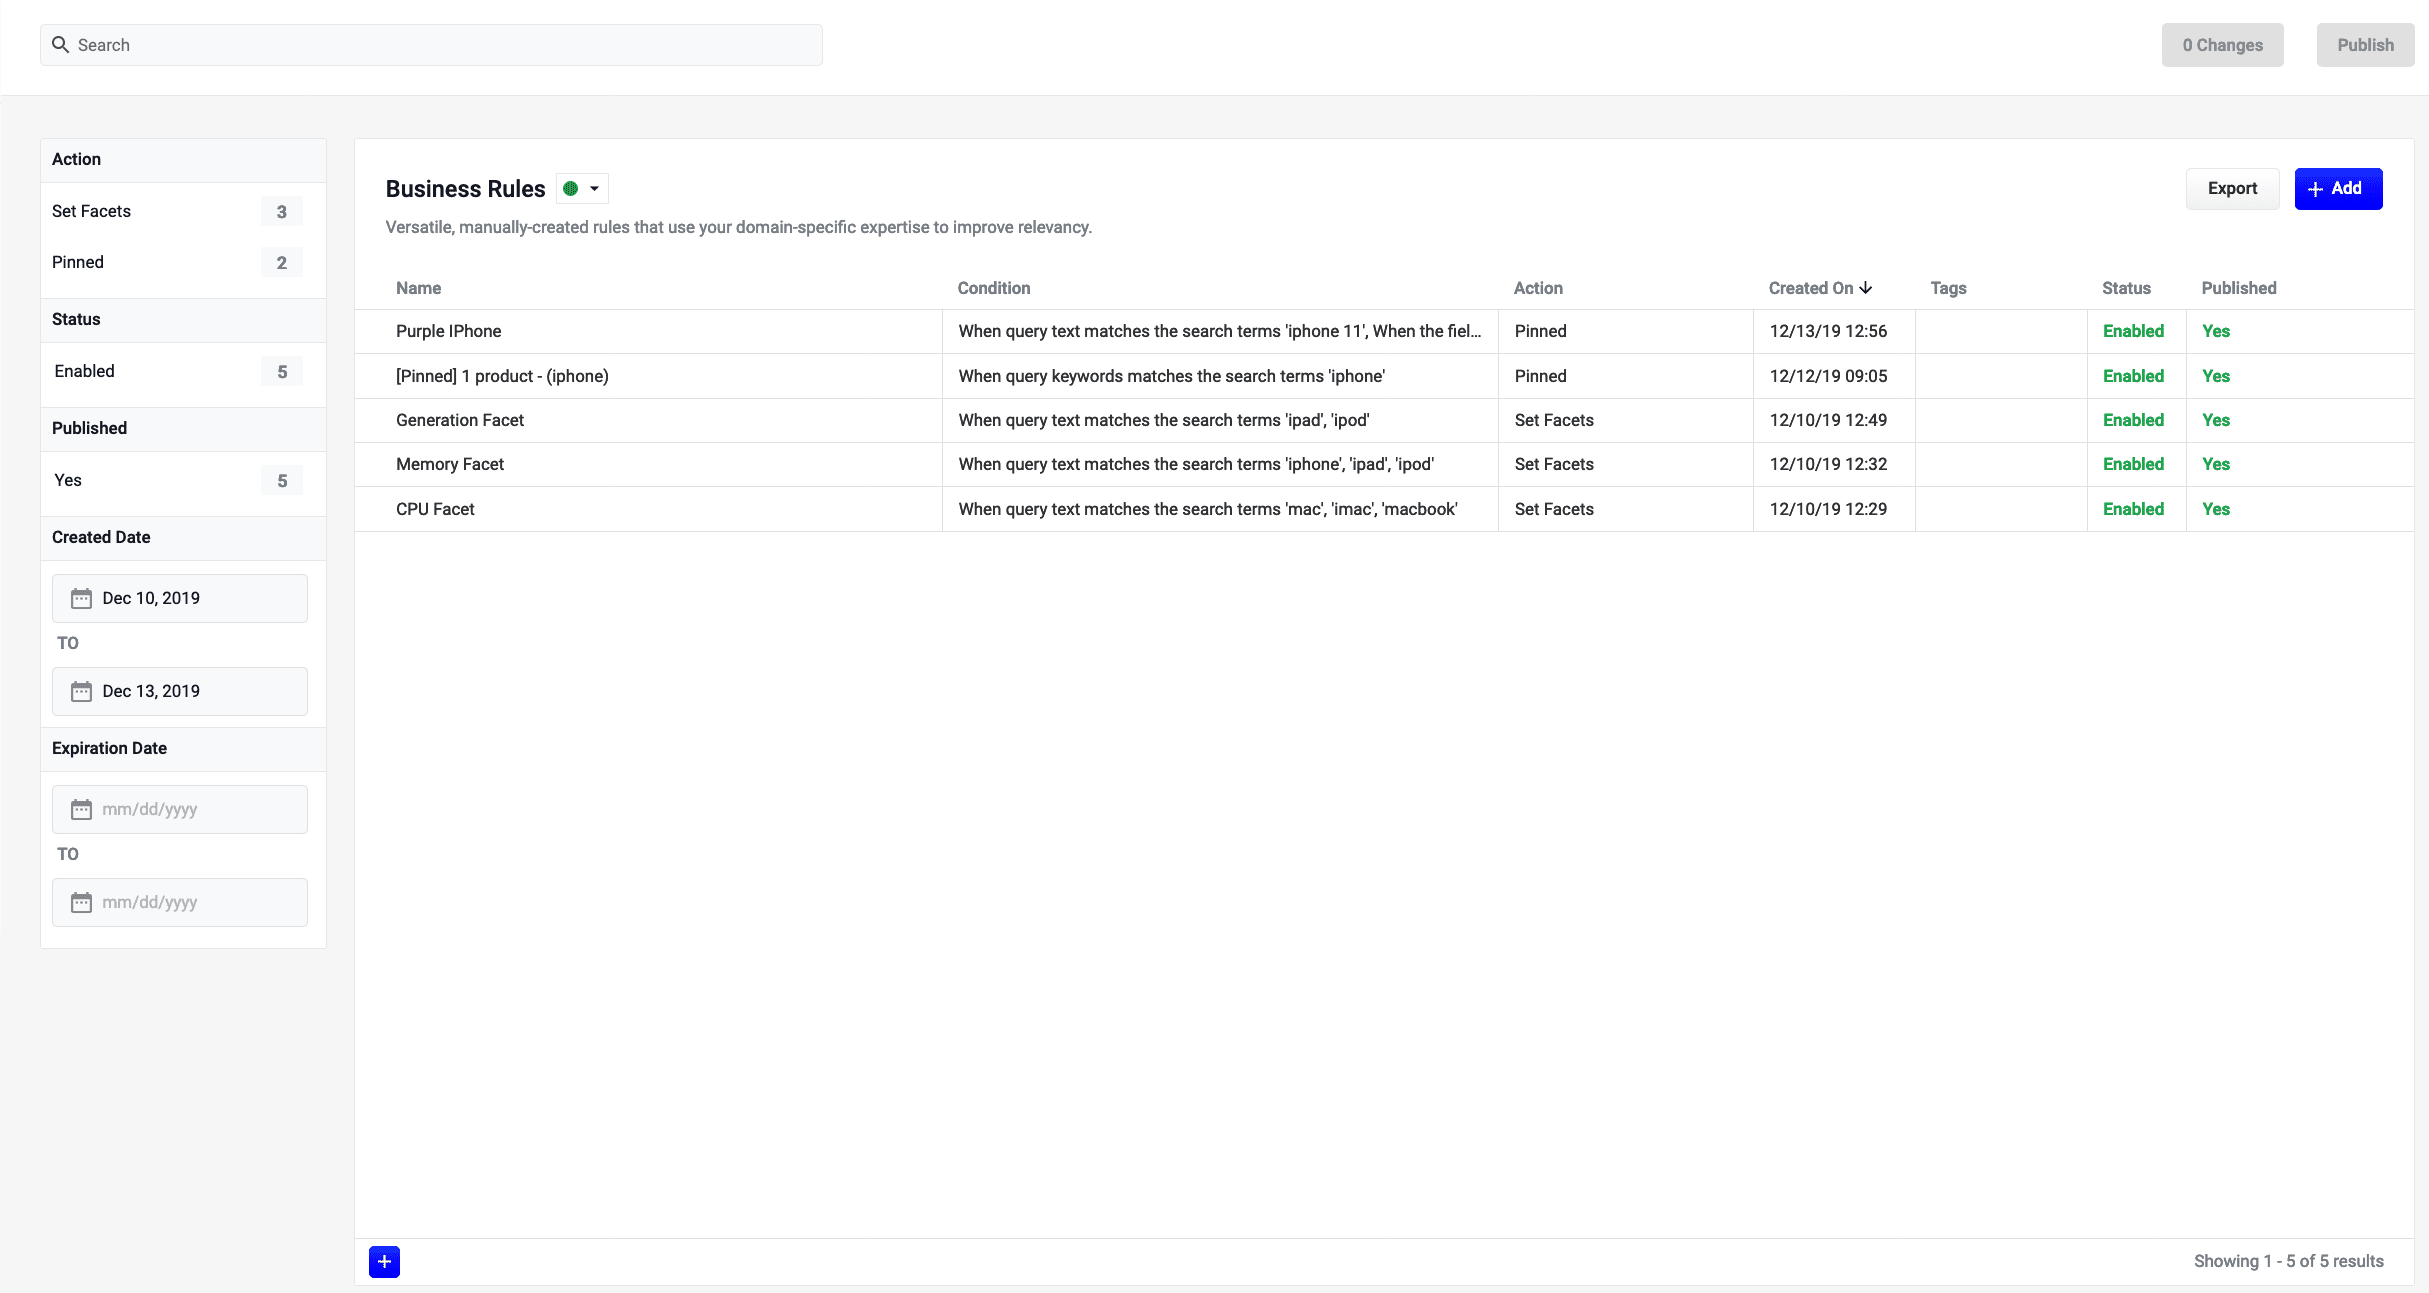 Search
0 Changes
Publish
Action
Set Facets 3
Pinned 2
Status
Enabled 5
Published
Yes 5
Created Date
Dec 10, 2019
TO
Dec 13, 2019
Expiration Date
mm/dd/yyyy
TO
mm/dd/yyyy
Business Rules
Export
Add
Versatile, manually-created rules that use your domain-specific expertise to improve relevancy.
Name Condition Action Created On Tags Status Published
Purple IPhone When query text matches the search terms 'iphone 11', When the fiel... Pinned 12/13/19 12:56 Enabled Yes
[Pinned] 1 product - (iphone) When query keywords matches the search terms 'iphone' Pinned 12/12/19 09:05 Enabled Yes
Generation Facet When query text matches the search terms 'ipad', 'ipod' Set Facets 12/10/19 12:49 Enabled Yes
Memory Facet When query text matches the search terms 'iphone', 'ipad', 'ipod' Set Facets 12/10/19 12:32 Enabled Yes
CPU Facet When query text matches the search terms 'mac', 'imac', 'macbook' Set Facets 12/10/19 12:29 Enabled Yes
Showing 1 - 5 of 5 results